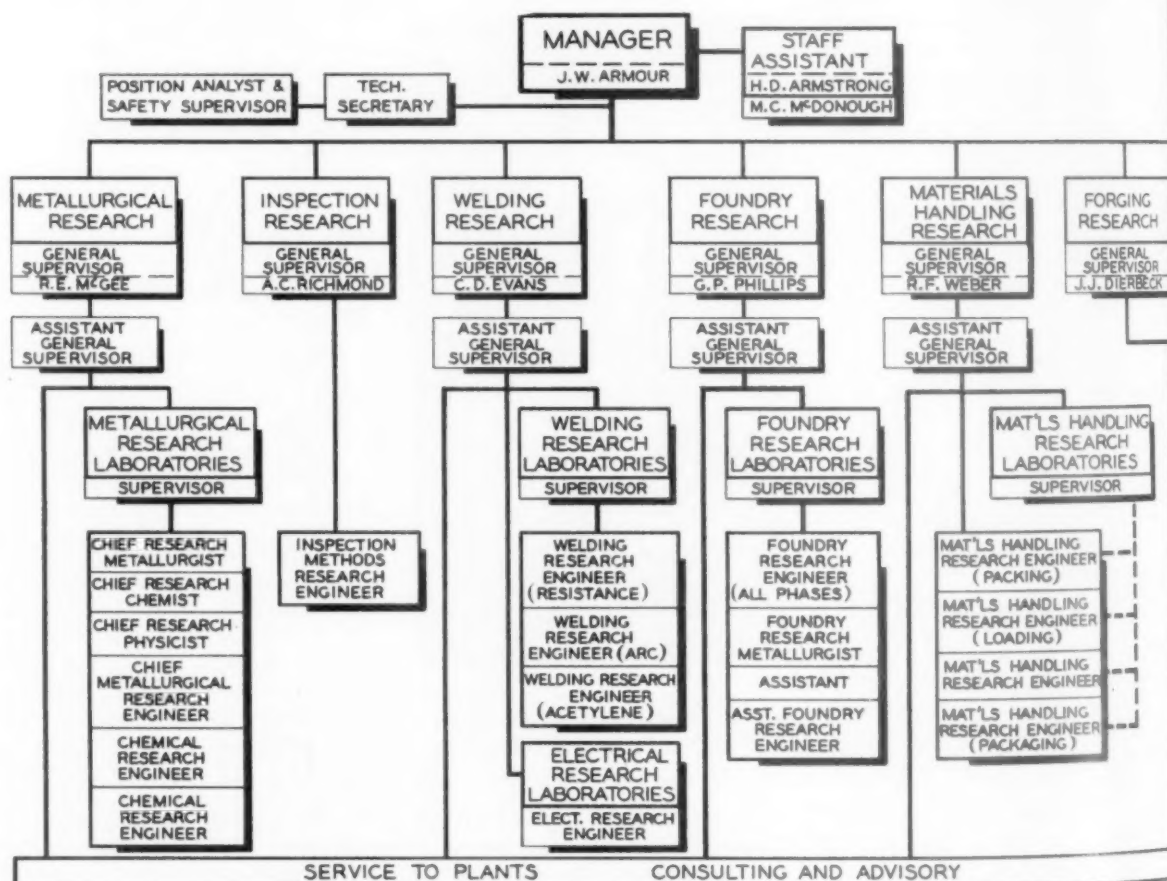 MANAGER
J.W. ARMOUR
STAFF
ASSISTANT
H.D. ARMSTRONG
M.C. McDONOUGH
POSITION ANALYST &
SAFETY SUPERVISOR
TECH.
SECRETARY
METALLURGICAL
RESEARCH
GENERAL
SUPERVISOR
R.E. McGEE
ASSISTANT
GENERAL
SUPERVISOR
METALLURGICAL
RESEARCH
LABORATORIES
SUPERVISOR
CHIEF RESEARCH
METALLURGIST
CHIEF RESEARCH
CHEMIST
CHIEF RESEARCH
PHYSICIST
CHIEF
METALLURGICAL
RESEARCH
ENGINEER
CHEMICAL
RESEARCH
ENGINEER
CHEMICAL
RESEARCH
ENGINEER
INSPECTION
RESEARCH
GENERAL
SUPERVISOR
A.C. RICHMOND
INSPECTION
METHODS
RESEARCH
ENGINEER
WELDING
RESEARCH
GENERAL
SUPERVISOR
C.D. EVANS
ASSISTANT
GENERAL
SUPERVISOR
WELDING
RESEARCH
LABORATORIES
SUPERVISOR
WELDING
RESEARCH
ENGINEER
(RESISTANCE)
WELDING
RESEARCH
ENGINEER (ARC)
WELDING RESEARCH
ENGINEER
(ACETYLENE)
ELECTRICAL
RESEARCH
LABORATORIES
ELECT. RESEARCH
ENGINEER
FOUNDRY
RESEARCH
GENERAL
SUPERVISOR
G.P. PHILLIPS
ASSISTANT
GENERAL
SUPERVISOR
FOUNDRY
RESEARCH
LABORATORIES
SUPERVISOR
FOUNDRY
RESEARCH
ENGINEER
(ALL PHASES)
FOUNDRY
RESEARCH
METALLURGIST
ASSISTANT
ASST. FOUNDRY
RESEARCH
ENGINEER
MATERIALS
HANDLING
RESEARCH
GENERAL
SUPERVISOR
R.F. WEBER
ASSISTANT
GENERAL
SUPERVISOR
MAT'LS HANDLING
RESEARCH
LABORATORIES
SUPERVISOR
MAT'LS HANDLING
RESEARCH ENGINEER
(PACKING)
MAT'LS HANDLING
RESEARCH ENGINEER
(LOADING)
MAT'LS HANDLING
RESEARCH ENGINEER
MAT'LS HANDLING
RESEARCH ENGINEER
(PACKAGING)
FORGING
RESEARCH
GENERAL
SUPERVISOR
J.J. DIERBECK
SERVICE TO PLANTS CONSULTING AND ADVISORY